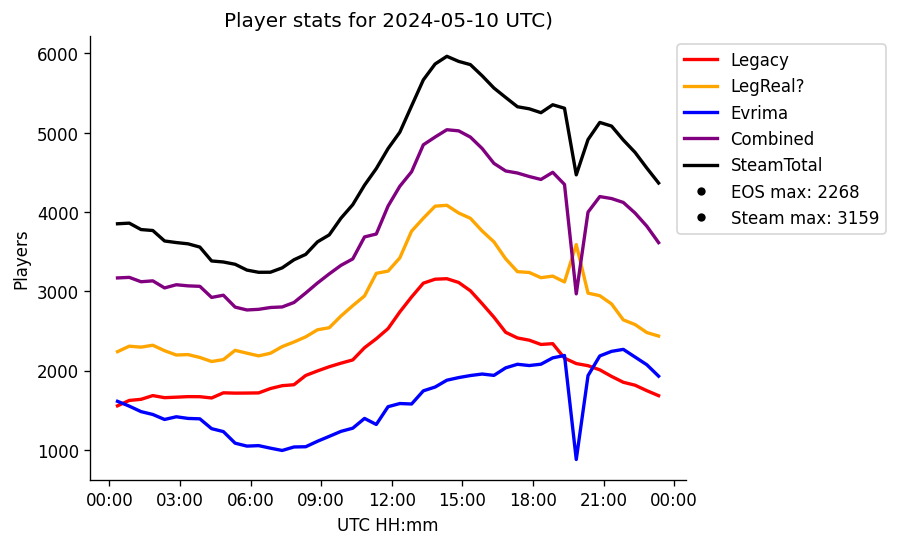 Player stats for 2024-05-10 UTC)
Legacy
LegReal?
Evrima
Combined
SteamTotal
EOS max: 2268
Steam max: 3159
Players
6000
5000
4000
3000
2000
1000
00:00 03:00 06:00 09:00 12:00 15:00 18:00 21:00 00:00
UTC HH:mm